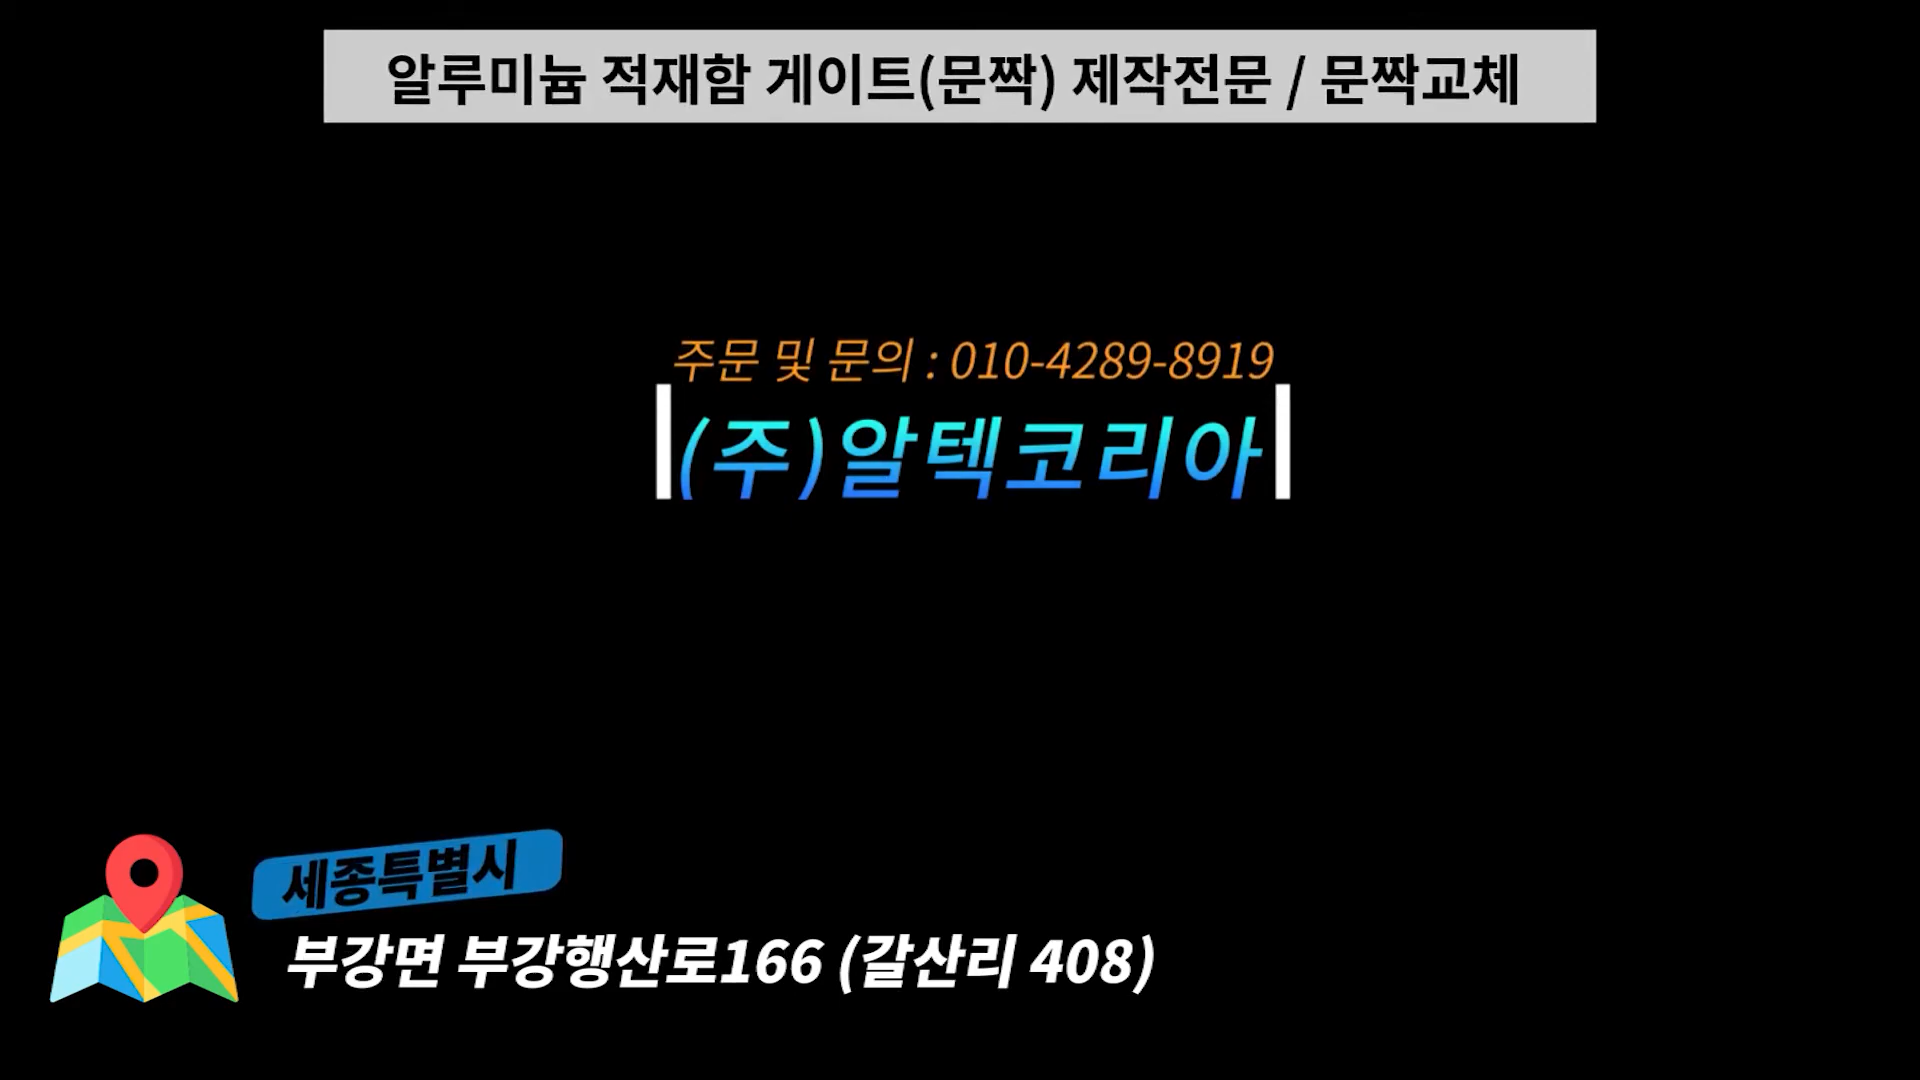 알루미늄 적재함 게이트(문짝) 제작전문 / 문짝교체
주문 및 문의 : 010-4289-8919
(주)알텍코리아
세종특별시
부강면 부강행산로166 (갈산리 408)